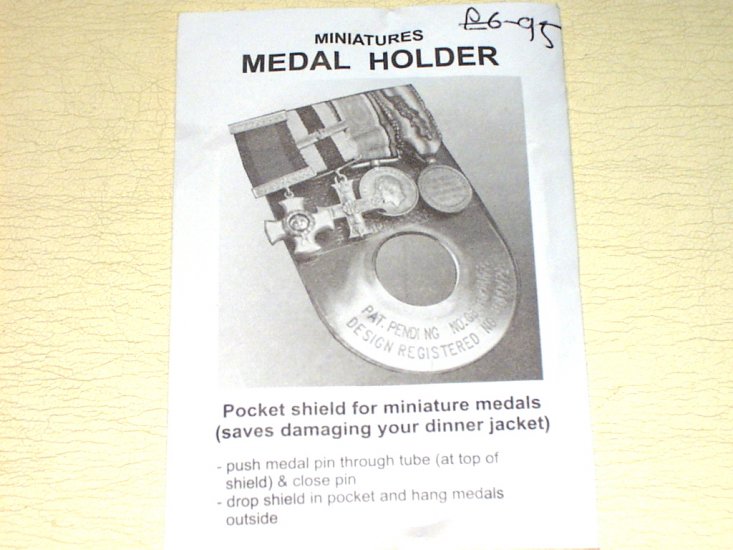 £6-95
MINIATURES
MEDAL HOLDER
PAT. PENDING NO.
DESIGN REGISTERED NO.
Pocket shield for miniature medals
(saves damaging your dinner jacket)
- push medal pin through tube (at top of
shield) & close pin
- drop shield in pocket and hang medals
outside